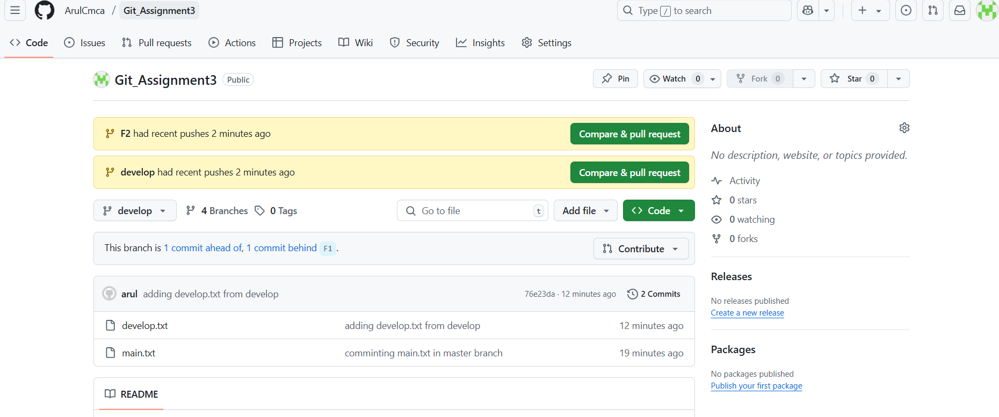 ArulCmca / Git_Assignment3
Type / to search
Code
Issues
Pull requests
Actions
Projects
Wiki
Security
Insights
Settings
Git_Assignment3 Public
Pin
Watch 0
Fork 0
Star 0
F2 had recent pushes 2 minutes ago
Compare & pull request
develop had recent pushes 2 minutes ago
Compare & pull request
develop
4 Branches
0 Tags
Go to file
t
Add file
Code
This branch is 1 commit ahead of, 1 commit behind F1 .
Contribute
arul adding develop.txt from develop
76e23da · 12 minutes ago
2 Commits
develop.txt adding develop.txt from develop 12 minutes ago
main.txt comminting main.txt in master branch 19 minutes ago
README
About
No description, website, or topics provided.
Activity
0 stars
0 watching
0 forks
Releases
No releases published
Create a new release
Packages
No packages published
Publish your first package